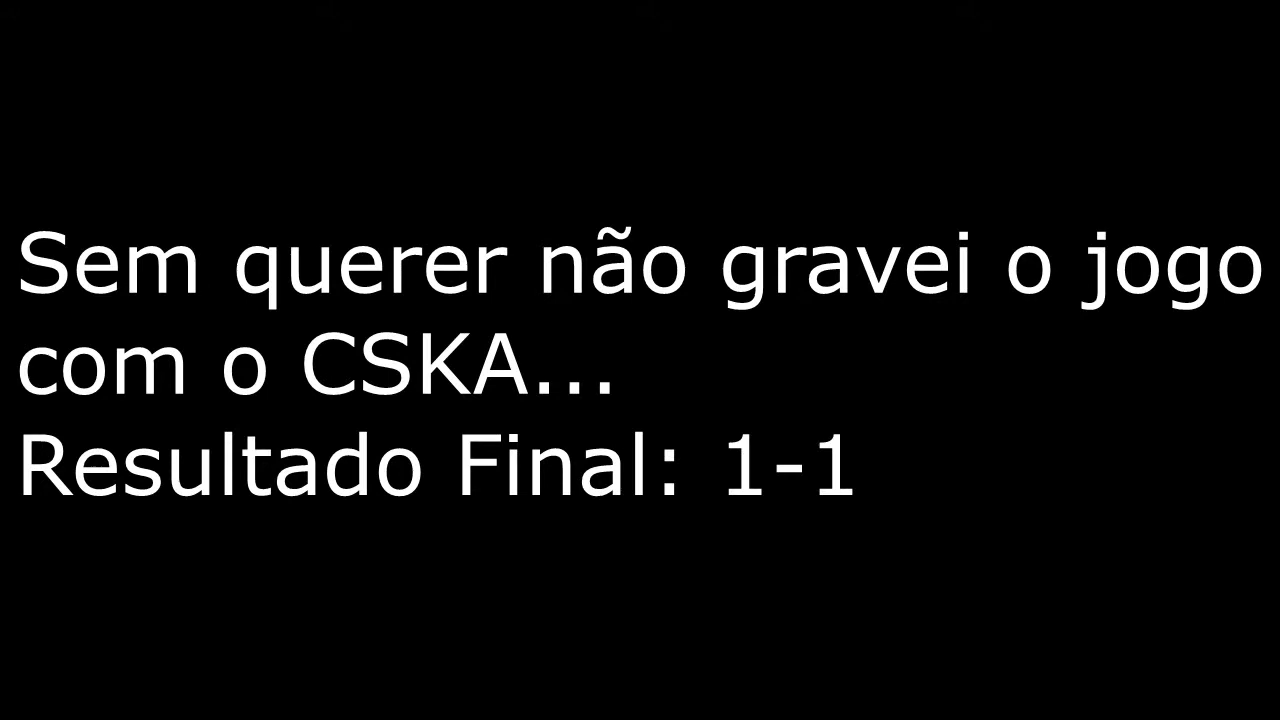 Sem querer não gravei o jogo
com o CSKA...
Resultado Final: 1-1